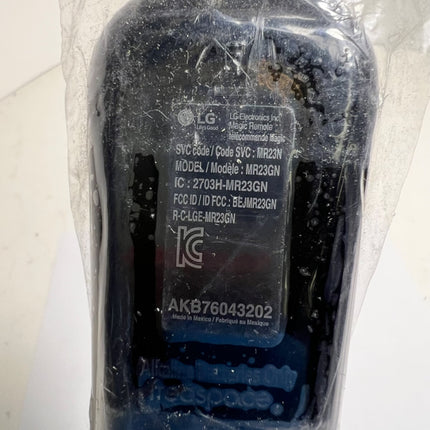 LG
Life's Good
LG Electronics Inc.
Magic Remote
Télécommande Magic
SVC code / Code SVC : MR23N
MODEL / Modèle : MR23GN
IC : 2703H-MR23GN
FCC ID / ID FCC : BEJMR23GN
R-C-LGE-MR23GN
AKB76043202
Made in Mexico / Fabriqué au Mexique